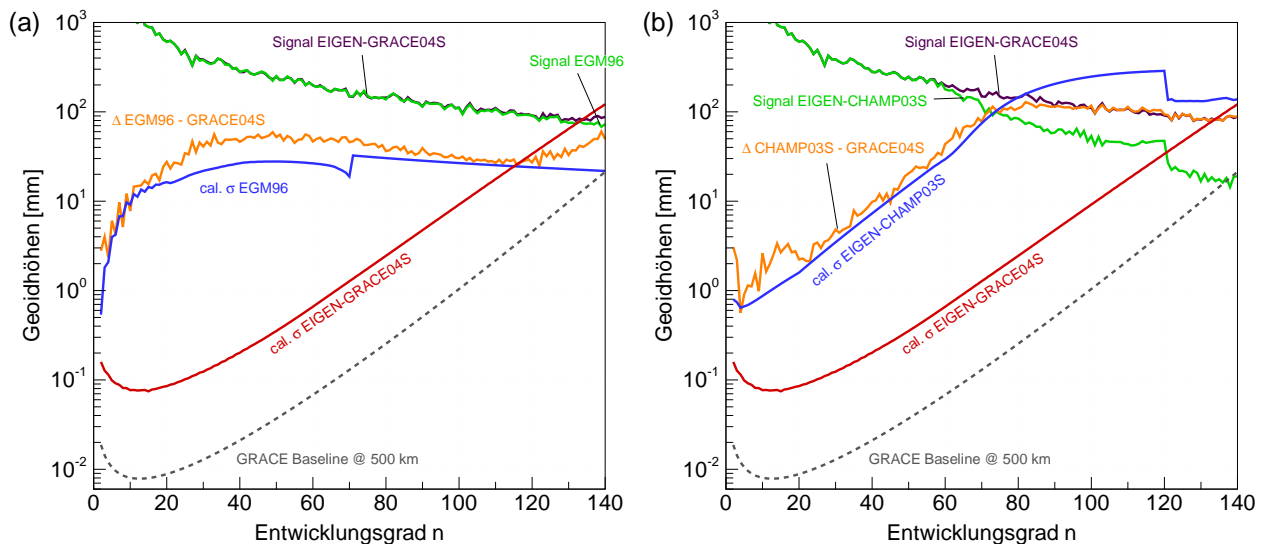 (a)
10³
10²
10¹
10⁰
10⁻¹
10⁻²
Geoidhöhen [mm]
Signal EIGEN-GRACE04S
Signal EGM96
Δ EGM96 - GRACE04S
cal. σ EGM96
cal. σ EIGEN-GRACE04S
GRACE Baseline @ 500 km
0 20 40 60 80 100 120 140
Entwicklungsgrad n
(b)
10³
10²
10¹
10⁰
10⁻¹
10⁻²
Geoidhöhen [mm]
Signal EIGEN-GRACE04S
Signal EIGEN-CHAMP03S
Δ CHAMP03S - GRACE04S
cal. σ EIGEN-CHAMP03S
cal. σ EIGEN-GRACE04S
GRACE Baseline @ 500 km
0 20 40 60 80 100 120 140
Entwicklungsgrad n